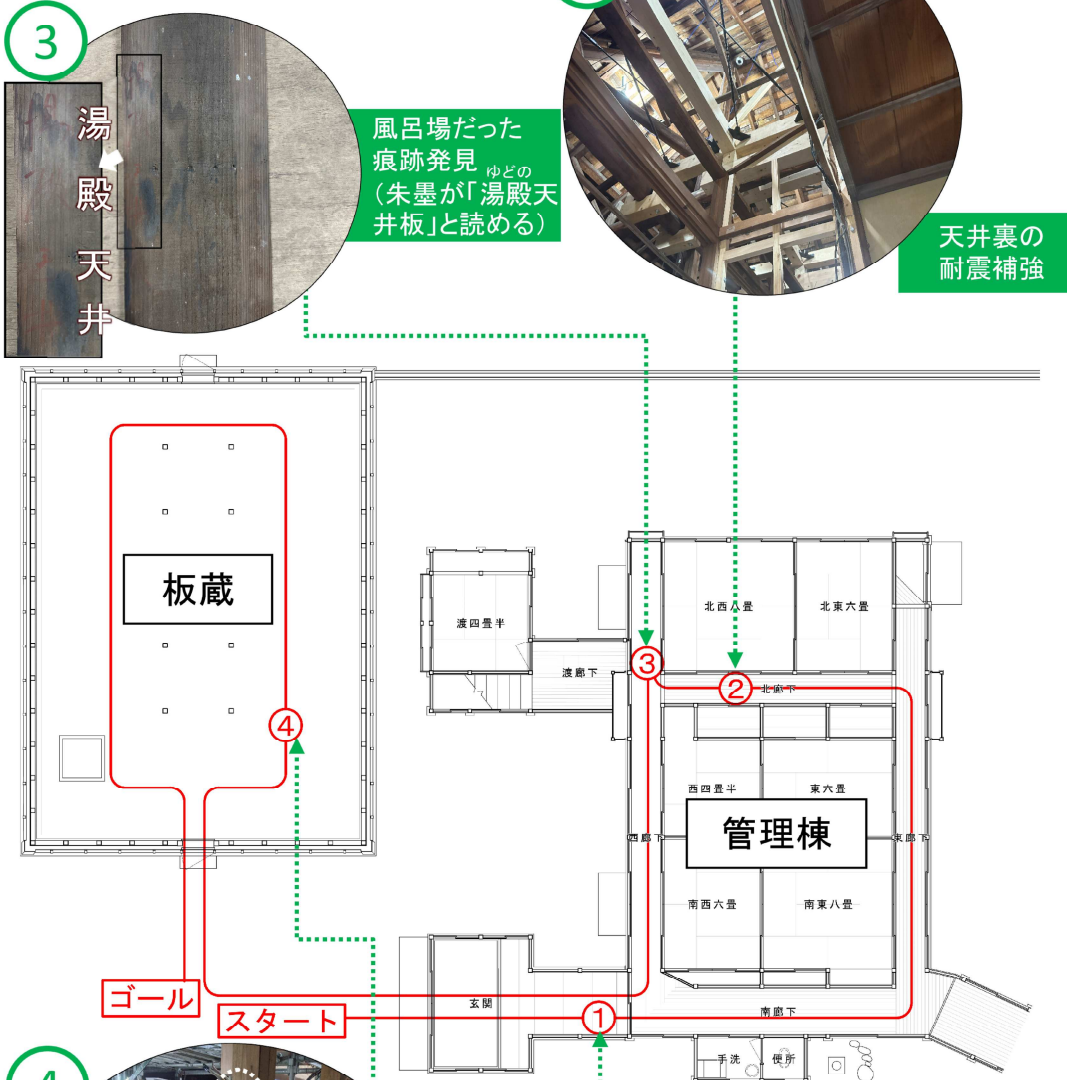 3
湯殿天井
風呂場だった
痕跡発見
ゆどの
(朱墨が「湯殿天
井板」と読める)
天井裏の
耐震補強
板蔵
渡四畳半
渡廊下
北西八畳
北東六畳
③
②
北廊下
④
西四畳半
東六畳
管理棟
西廊下
東廊下
南西六畳
南東八畳
ゴール
スタート
玄関
①
南廊下
手洗
便所
4